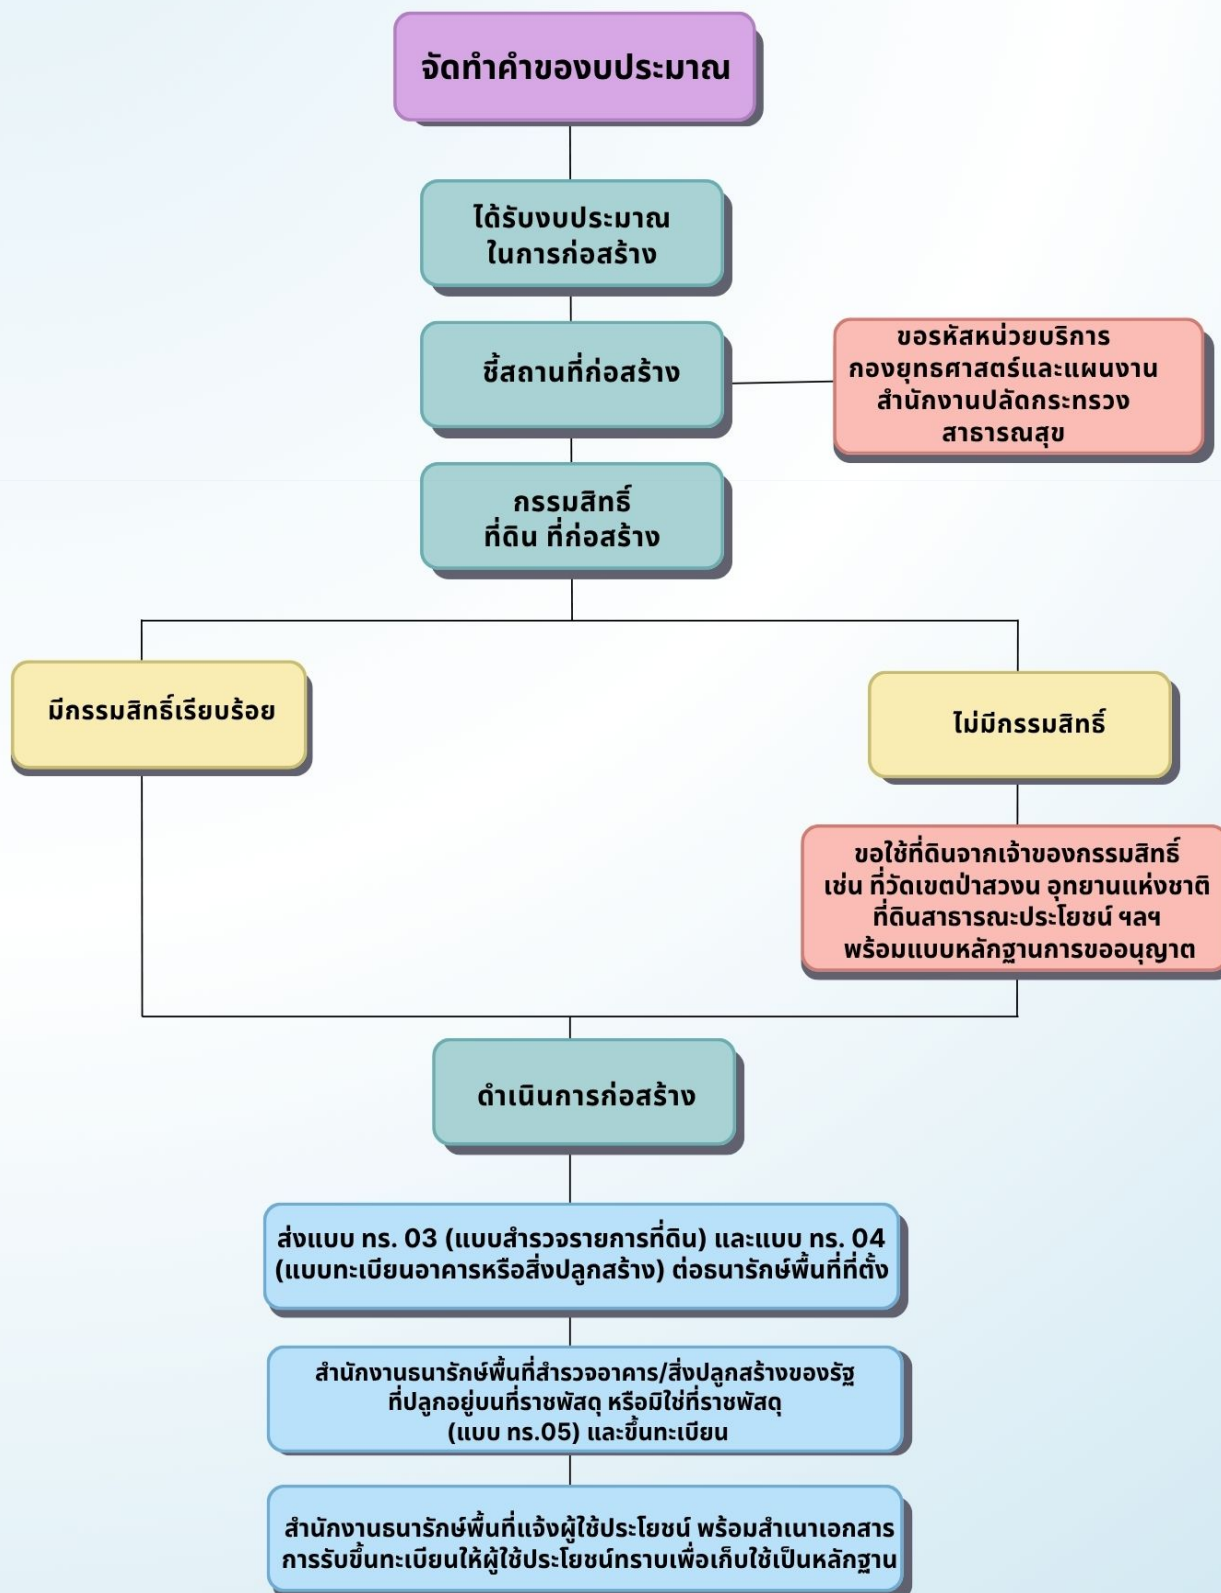 จัดทำคำของบประมาณ
ได้รับงบประมาณ
ในการก่อสร้าง
ชี้สถานที่ก่อสร้าง
ขอรหัสหน่วยบริการ
กองยุทธศาสตร์และแผนงาน
สำนักงานปลัดกระทรวง
สาธารณสุข
กรรมสิทธิ์
ที่ดิน ที่ก่อสร้าง
มีกรรมสิทธิ์เรียบร้อย
ไม่มีกรรมสิทธิ์
ขอใช้ที่ดินจากเจ้าของกรรมสิทธิ์
เช่น ที่วัดเขตป่าสวงน อุทยานแห่งชาติ
ที่ดินสาธารณะประโยชน์ ฯลฯ
พร้อมแบบหลักฐานการขออนุญาต
ดำเนินการก่อสร้าง
ส่งแบบ ทร. 03 (แบบสำรวจรายการที่ดิน) และแบบ ทร. 04
(แบบทะเบียนอาคารหรือสิ่งปลูกสร้าง) ต่อธนารักษ์พื้นที่ที่ตั้ง
สำนักงานธนารักษ์พื้นที่สำรวจอาคาร/สิ่งปลูกสร้างของรัฐ
ที่ปลูกอยู่บนที่ราชพัสดุ หรือมิใช่ที่ราชพัสดุ
(แบบ ทร.05) และขึ้นทะเบียน
สำนักงานธนารักษ์พื้นที่แจ้งผู้ใช้ประโยชน์ พร้อมสำเนาเอกสาร
การรับขึ้นทะเบียนให้ผู้ใช้ประโยชน์ทราบเพื่อเก็บใช้เป็นหลักฐาน